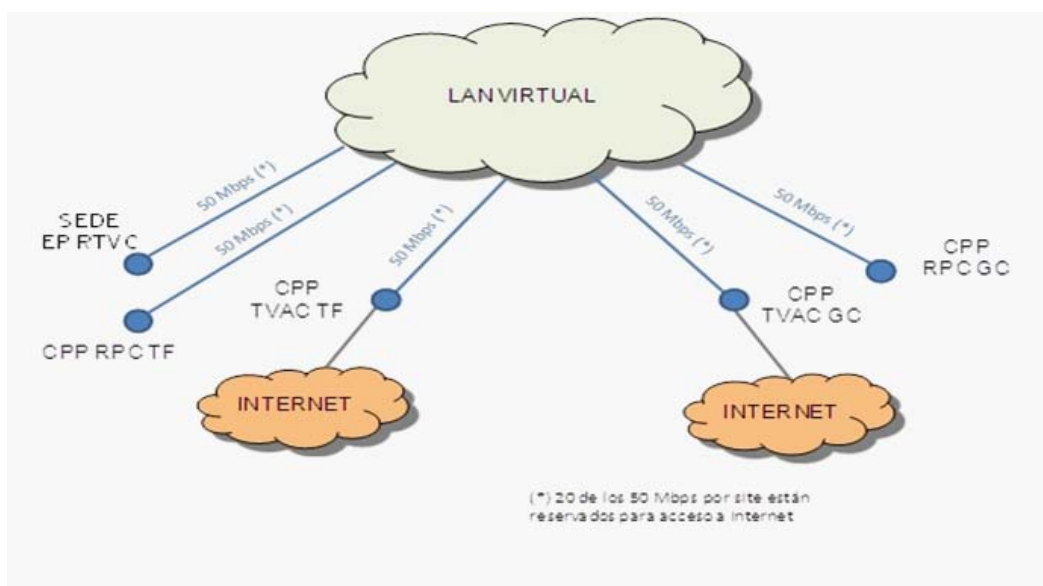 LAN VIRTUAL
50 Mbps (*)
50 Mbps (*)
50 Mbps (*)
50 Mbps (*)
50 Mbps (*)
SEDE
EP RTVC
CPP RPC TF
CPP
TVAC TF
CPP
TVAC GC
CPP
RPC GC
INTERNET
INTERNET
(*) 20 de los 50 Mbps por site están
reservados para acceso a Internet